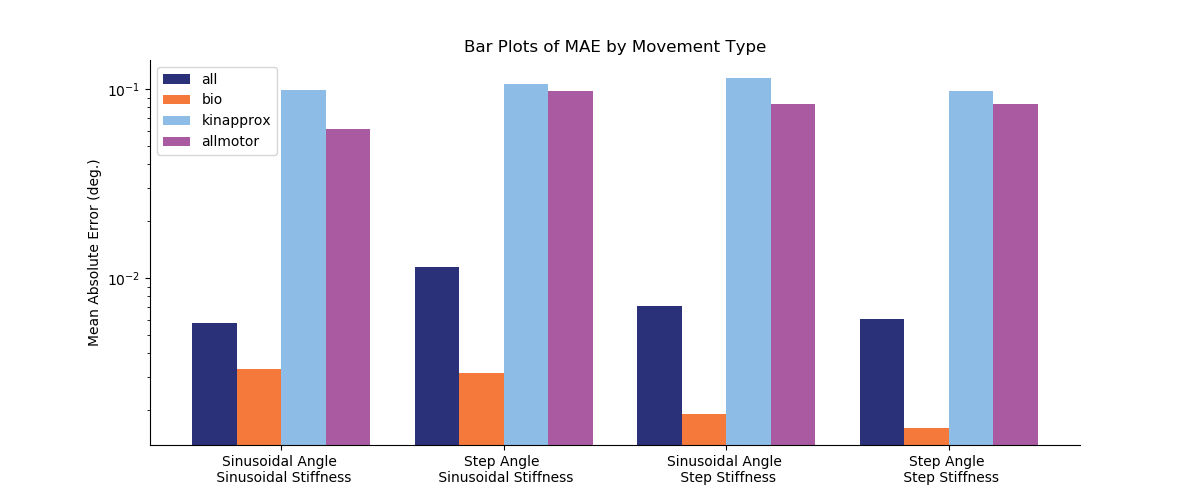 Bar Plots of MAE by Movement Type
all
bio
kinapprox
allmotor
Mean Absolute Error (deg.)
10⁻¹
10⁻²
Sinusoidal Angle
Sinusoidal Stiffness
Step Angle
Sinusoidal Stiffness
Sinusoidal Angle
Step Stiffness
Step Angle
Step Stiffness